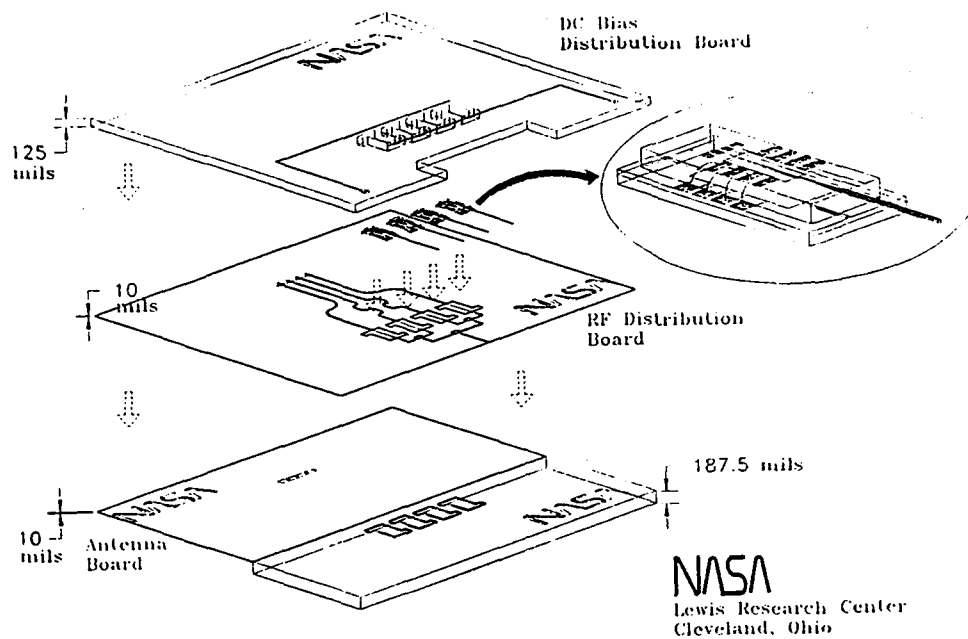 DC Bias
Distribution Board
NASA
125
mils
10
mils
NASA
RF Distribution
Board
187.5 mils
NASA
NASA
10
mils
Antenna
Board
NASA
Lewis Research Center
Cleveland, Ohio